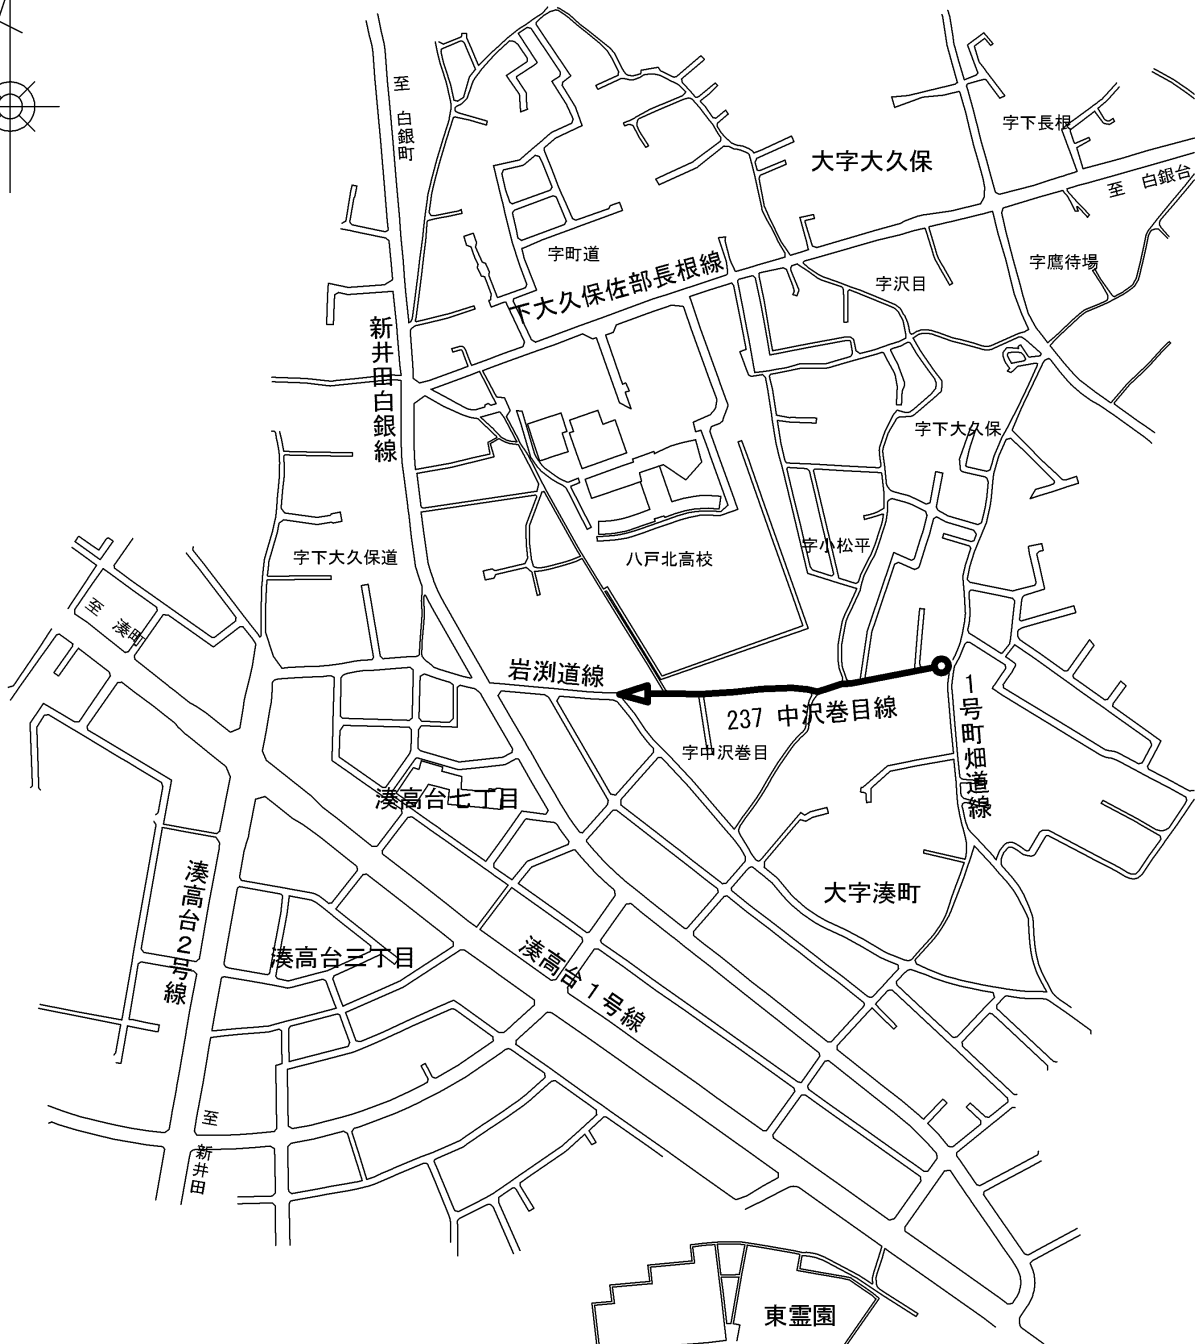 至 白銀町
字下長根
大字大久保
至 白銀台
字町道
下大久保佐部長根線
字沢目
字鷹待場
新井田白銀線
字下大久保
字下大久保道
八戸北高校
字小松平
至 湊町
岩渕道線
237 中沢巻目線
字中沢巻目
1号町畑道線
湊高台七丁目
湊高台2号線
大字湊町
湊高台三丁目
湊高台1号線
至 新井田
東霊園